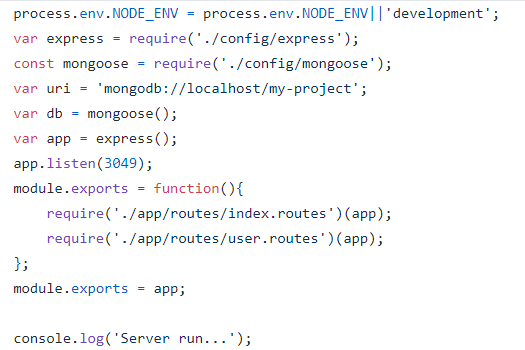 process.env.NODE_ENV = process.env.NODE_ENV||'development';
var express = require('./config/express');
const mongoose = require('./config/mongoose');
var uri = 'mongodb://localhost/my-project';
var db = mongoose();
var app = express();
app.listen(3049);
module.exports = function(){
    require('./app/routes/index.routes')(app);
    require('./app/routes/user.routes')(app);
};
module.exports = app;

console.log('Server run...');